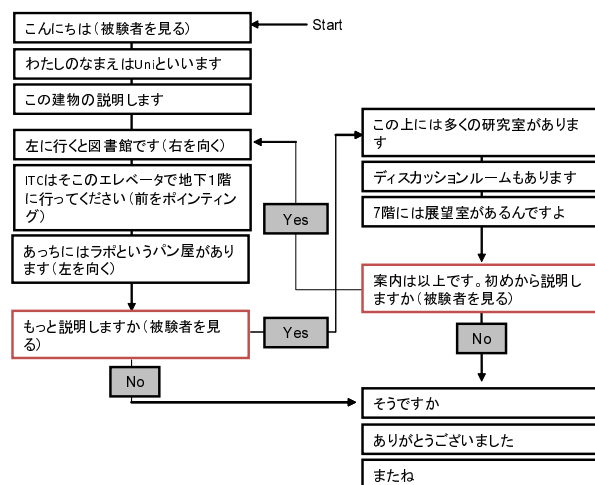 こんにちは（被験者を見る）
Start
わたしのなまえはUniといいます
この建物の説明します
左に行くと図書館です（右を向く）
ITCはそこのエレベータで地下1階
に行ってください（前をポインティン
グ）
あっちにはラポというパン屋があり
ます（左を向く）
もっと説明しますか（被験者を見
る）
Yes
No
Yes
この上には多くの研究室がありま
す
ディスカッションルームもあります
7階には展望室があるんですよ
案内は以上です。初めから説明し
ますか（被験者を見る）
No
そうですか
ありがとうございました
またね